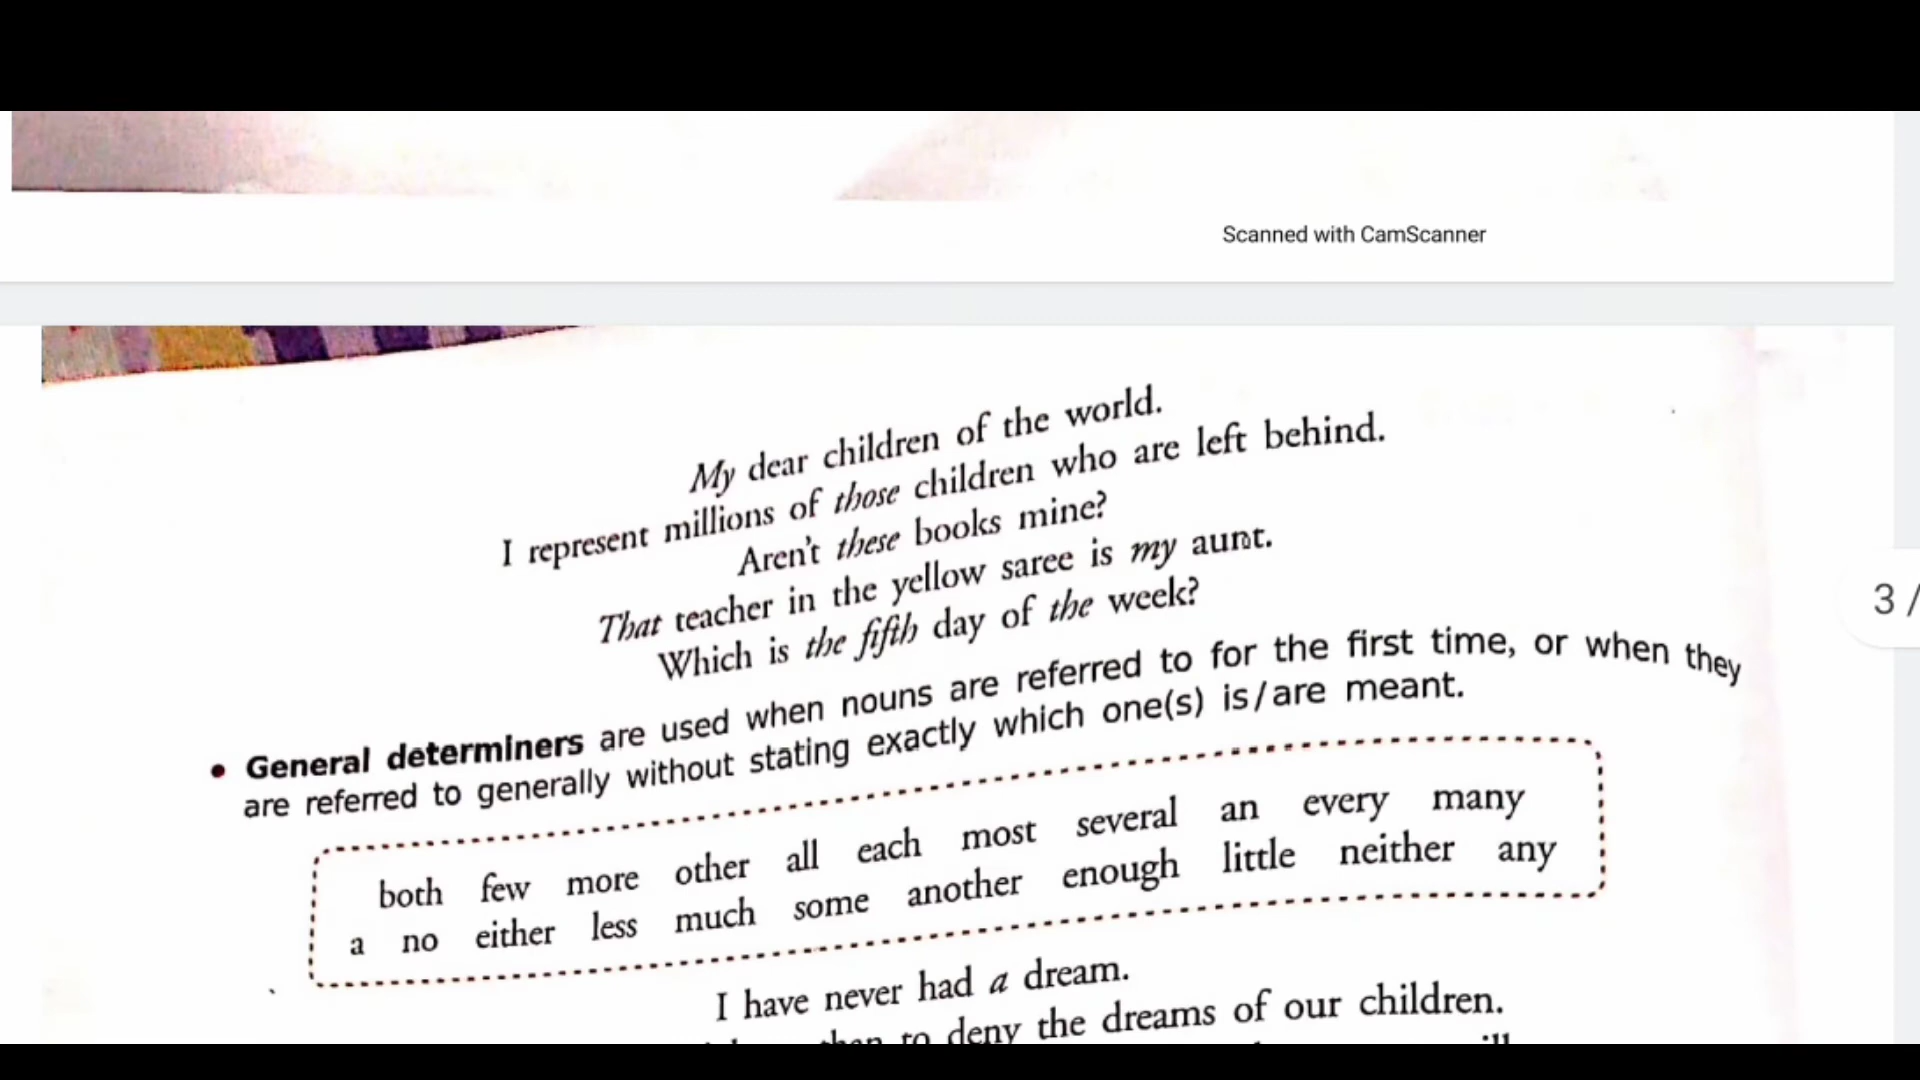 Scanned with CamScanner
My dear children of the world.
I represent millions of those children who are left behind.
Aren't these books mine?
That teacher in the yellow saree is my aunt.
Which is the fifth day of the week?
3 /
• General determiners are used when nouns are referred to for the first time, or when they
are referred to generally without stating exactly which one(s) is/are meant.
both few more other all each most several an every many
a no either less much some another enough little neither any
I have never had a dream.
to deny the dreams of our children.